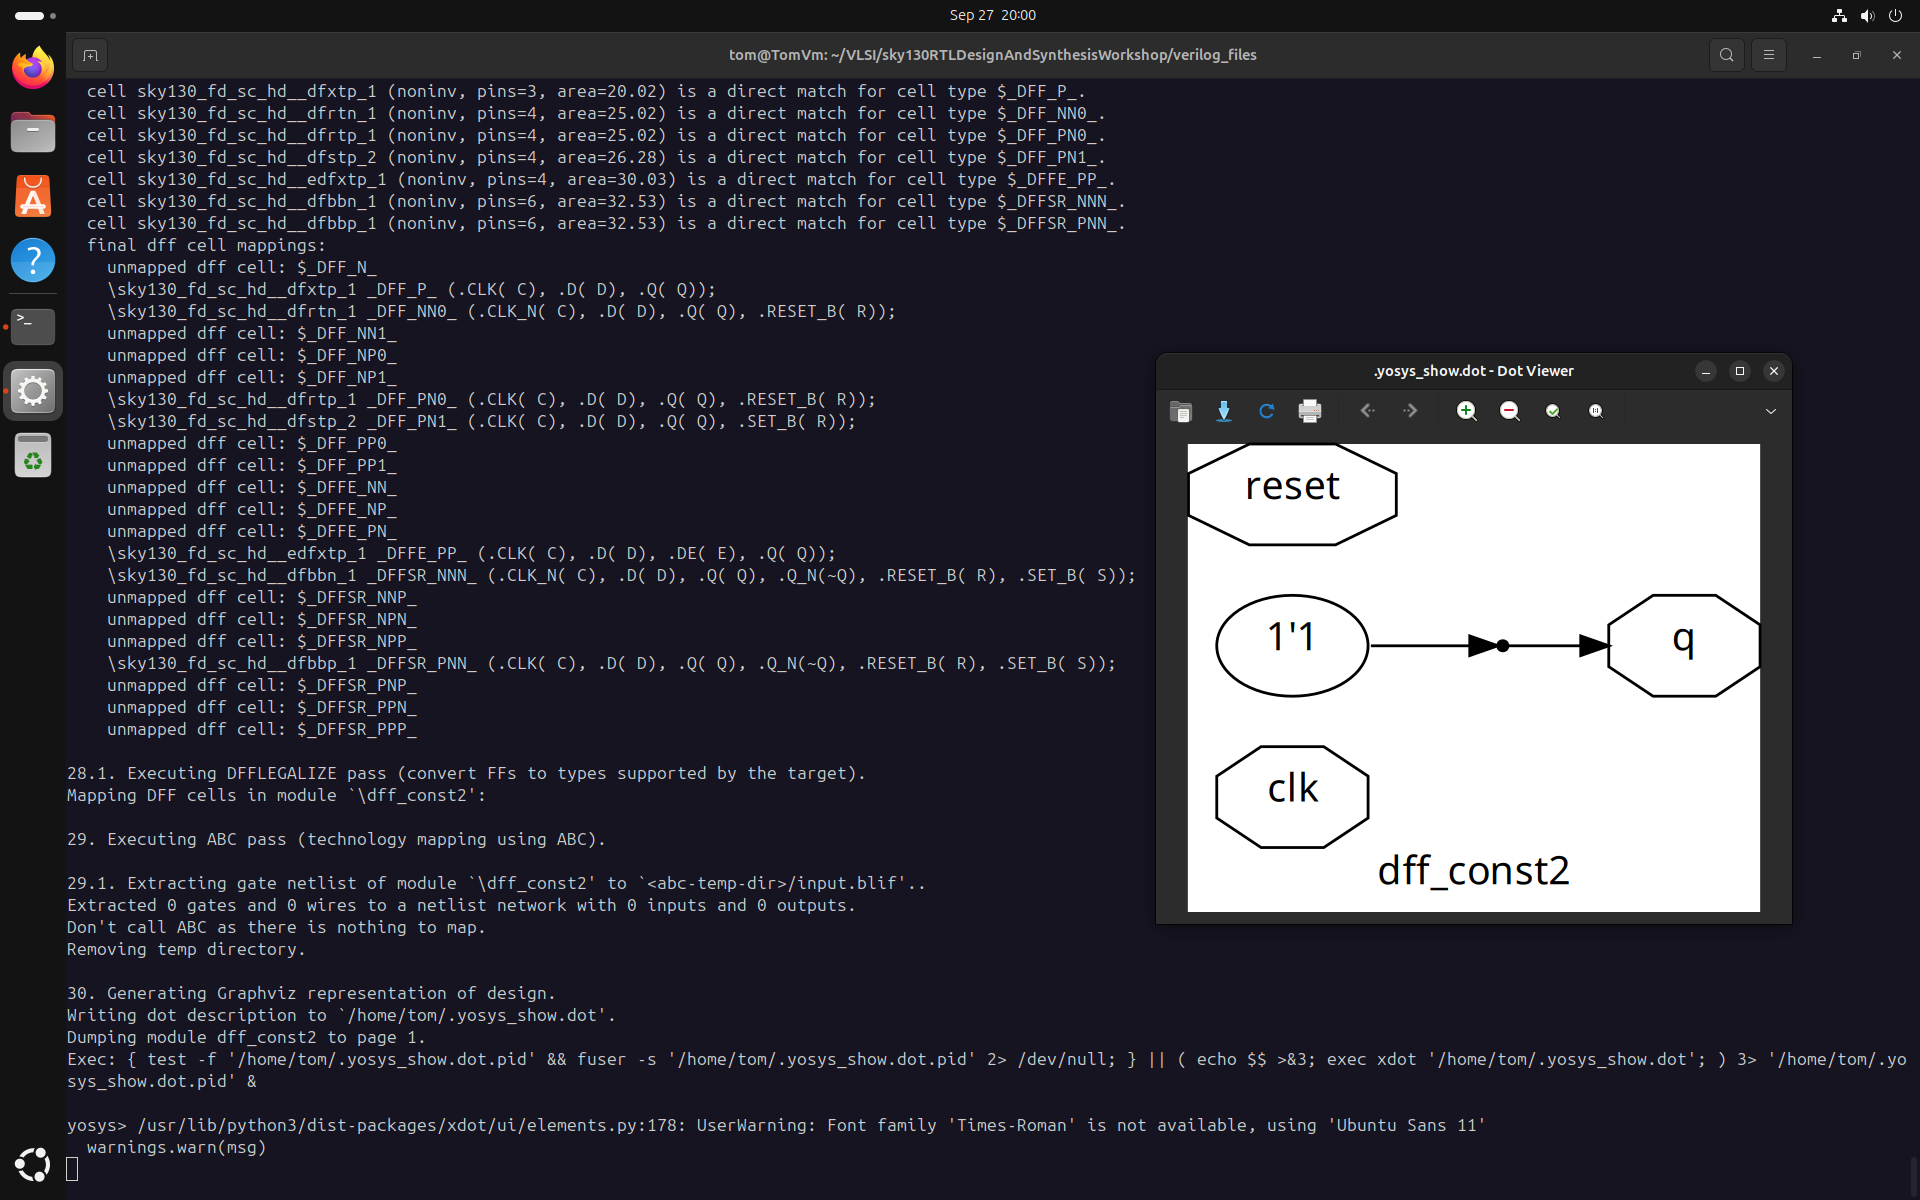 Sep 27 20:00
tom@TomVm: ~/VLSI/sky130RTLDesignAndSynthesisWorkshop/verilog_files
cell sky130_fd_sc_hd__dfxtp_1 (noninv, pins=3, area=20.02) is a direct match for cell type $_DFF_P_.
cell sky130_fd_sc_hd__dfrtn_1 (noninv, pins=4, area=25.02) is a direct match for cell type $_DFF_NN0_.
cell sky130_fd_sc_hd__dfrtp_1 (noninv, pins=4, area=25.02) is a direct match for cell type $_DFF_PN0_.
cell sky130_fd_sc_hd__dfstp_2 (noninv, pins=4, area=26.28) is a direct match for cell type $_DFF_PN1_.
cell sky130_fd_sc_hd__edfxtp_1 (noninv, pins=4, area=30.03) is a direct match for cell type $_DFFE_PP_.
cell sky130_fd_sc_hd__dfbbn_1 (noninv, pins=6, area=32.53) is a direct match for cell type $_DFFSR_NNN_.
cell sky130_fd_sc_hd__dfbbp_1 (noninv, pins=6, area=32.53) is a direct match for cell type $_DFFSR_PNN_.
final dff cell mappings:
unmapped dff cell: $_DFF_N_
\sky130_fd_sc_hd__dfxtp_1 _DFF_P_ (.CLK( C), .D( D), .Q( Q));
\sky130_fd_sc_hd__dfrtn_1 _DFF_NN0_ (.CLK_N( C), .D( D), .Q( Q), .RESET_B( R));
unmapped dff cell: $_DFF_NN1_
unmapped dff cell: $_DFF_NP0_
unmapped dff cell: $_DFF_NP1_
\sky130_fd_sc_hd__dfrtp_1 _DFF_PN0_ (.CLK( C), .D( D), .Q( Q), .RESET_B( R));
\sky130_fd_sc_hd__dfstp_2 _DFF_PN1_ (.CLK( C), .D( D), .Q( Q), .SET_B( R));
unmapped dff cell: $_DFF_PP0_
unmapped dff cell: $_DFF_PP1_
unmapped dff cell: $_DFFE_NN_
unmapped dff cell: $_DFFE_NP_
unmapped dff cell: $_DFFE_PN_
\sky130_fd_sc_hd__edfxtp_1 _DFFE_PP_ (.CLK( C), .D( D), .DE( E), .Q( Q));
\sky130_fd_sc_hd__dfbbn_1 _DFFSR_NNN_ (.CLK_N( C), .D( D), .Q( Q), .Q_N(~Q), .RESET_B( R), .SET_B( S));
unmapped dff cell: $_DFFSR_NNP_
unmapped dff cell: $_DFFSR_NPN_
unmapped dff cell: $_DFFSR_NPP_
\sky130_fd_sc_hd__dfbbp_1 _DFFSR_PNN_ (.CLK( C), .D( D), .Q( Q), .Q_N(~Q), .RESET_B( R), .SET_B( S));
unmapped dff cell: $_DFFSR_PNP_
unmapped dff cell: $_DFFSR_PPN_
unmapped dff cell: $_DFFSR_PPP_
28.1. Executing DFFLEGALIZE pass (convert FFs to types supported by the target).
Mapping DFF cells in module `\dff_const2':
29. Executing ABC pass (technology mapping using ABC).
29.1. Extracting gate netlist of module `\dff_const2' to `<abc-temp-dir>/input.blif'..
Extracted 0 gates and 0 wires to a netlist network with 0 inputs and 0 outputs.
Don't call ABC as there is nothing to map.
Removing temp directory.
30. Generating Graphviz representation of design.
Writing dot description to `/home/tom/.yosys_show.dot'.
Dumping module dff_const2 to page 1.
Exec: { test -f '/home/tom/.yosys_show.dot.pid' && fuser -s '/home/tom/.yosys_show.dot.pid' 2> /dev/null; } || ( echo $$ >&3; exec xdot '/home/tom/.yosys_show.dot'; ) 3> '/home/tom/.yo
sys_show.dot.pid' &
yosys> /usr/lib/python3/dist-packages/xdot/ui/elements.py:178: UserWarning: Font family 'Times-Roman' is not available, using 'Ubuntu Sans 11'
warnings.warn(msg)
.yosys_show.dot - Dot Viewer
reset
1'1
q
clk
dff_const2